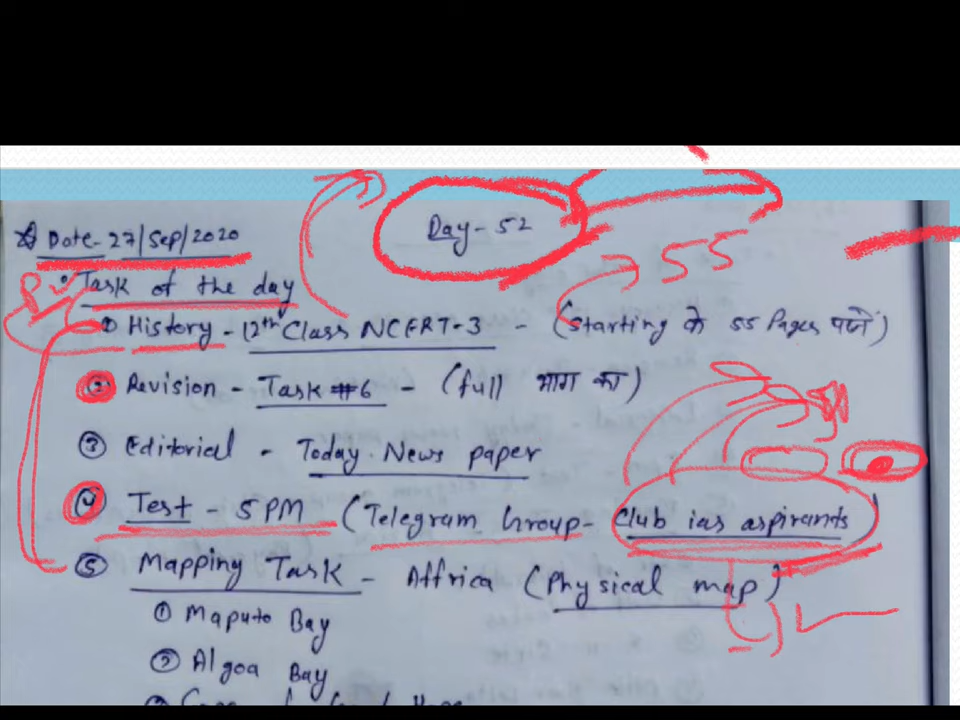 Day - 52
Date - 27/Sep/2020
Task of the day
55
① History - 12th Class NCERT-3 - (starting के 55 Pages पढ़ने)
② Revision - Task #6 - (full भाग का)
③ Editorial - Today News paper
④ Test - 5 PM (Telegram Group - Club ias aspirants)
⑤ Mapping Task - Affrica (Physical map)
① Maputo Bay
② Algoa Bay